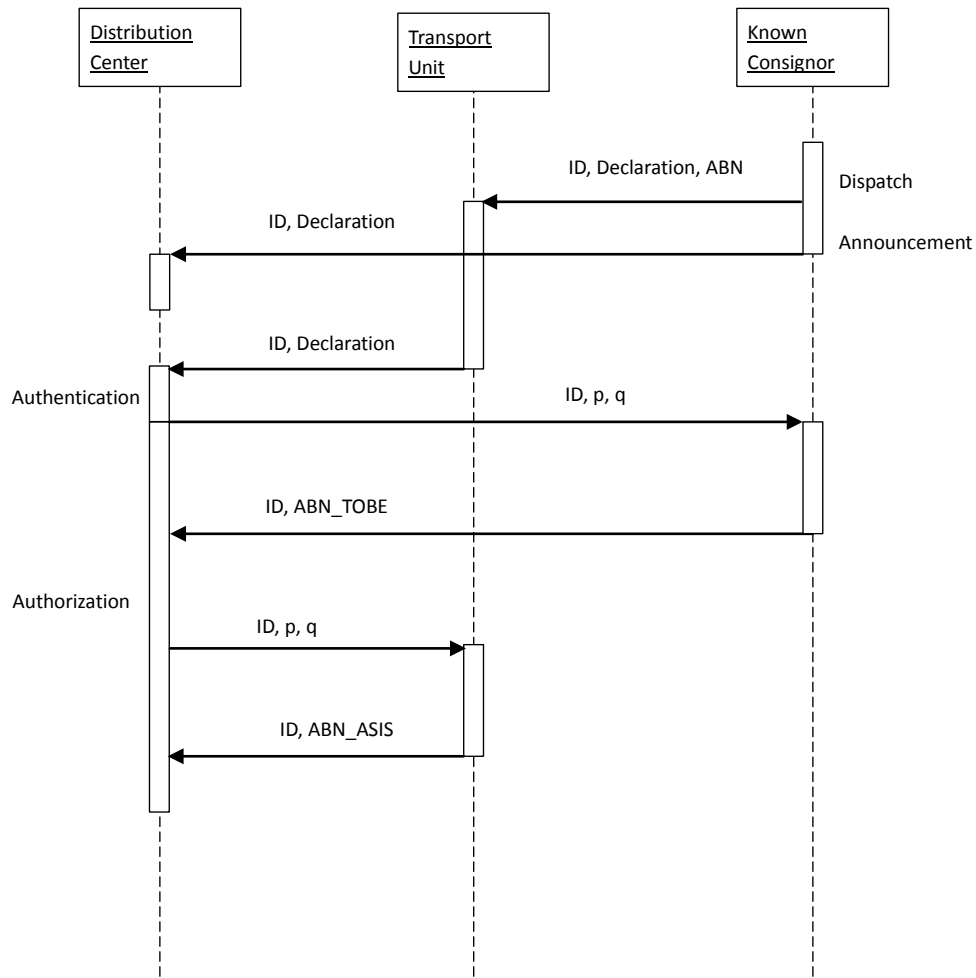 Distribution
Center
Transport
Unit
Known
Consignor
ID, Declaration, ABN
Dispatch
ID, Declaration
Announcement
ID, Declaration
Authentication
ID, p, q
ID, ABN_TOBE
Authorization
ID, p, q
ID, ABN_ASIS